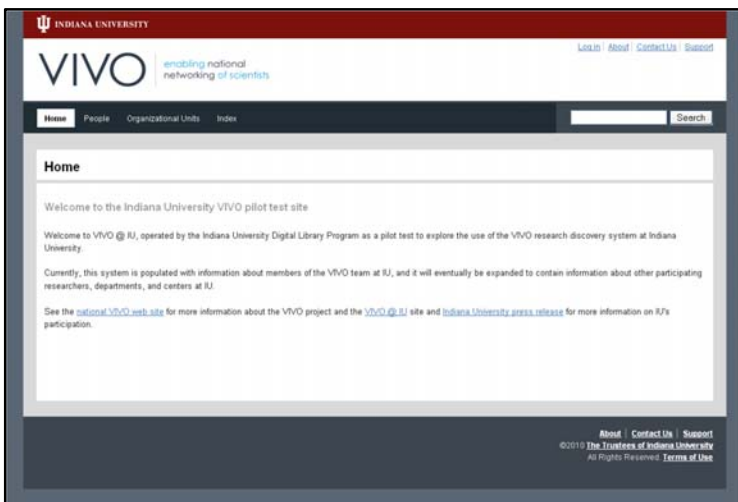 INDIANA UNIVERSITY
Log in | About | Contact Us | Support
VIVO
enabling national
networking of scientists
Home People Organizational Units Index Search
Home
Welcome to the Indiana University VIVO pilot test site
Welcome to VIVO @ IU, operated by the Indiana University Digital Library Program as a pilot test to explore the use of the VIVO research discovery system at Indiana
University.
Currently, this system is populated with information about members of the VIVO team at IU, and it will eventually be expanded to contain information about other participating
researchers, departments, and centers at IU.
See the national VIVO web site for more information about the VIVO project and the VIVO @ IU site and Indiana University press release for more information on IU's
participation.
About | Contact Us | Support
©2010 The Trustees of Indiana University
All Rights Reserved. Terms of Use